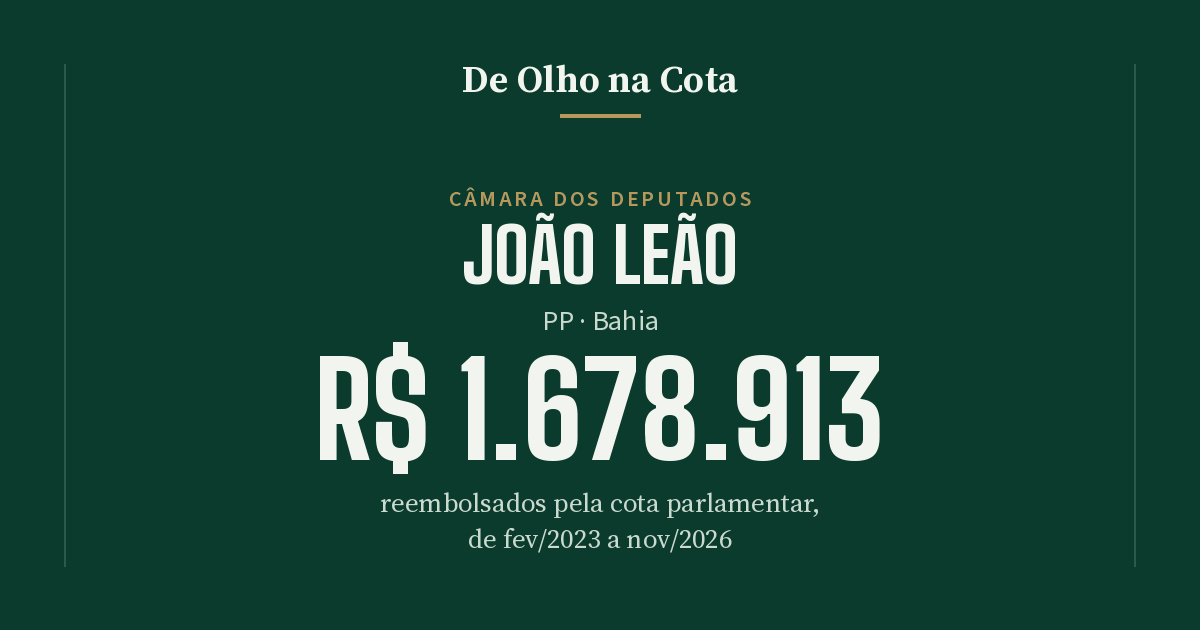 De Olho na Cota
CÂMARA DOS DEPUTADOS
JOÃO LEÃO
PP · Bahia
R$ 1.678.913
reembolsados pela cota parlamentar,
de fev/2023 a nov/2026